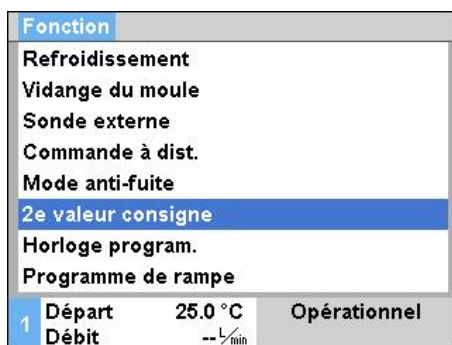 Fonction
Refroidissement
Vidange du moule
Sonde externe
Commande à dist.
Mode anti-fuite
2e valeur consigne
Horloge program.
Programme de rampe
1 Départ 25.0 °C Opérationnel
Débit -- L/min